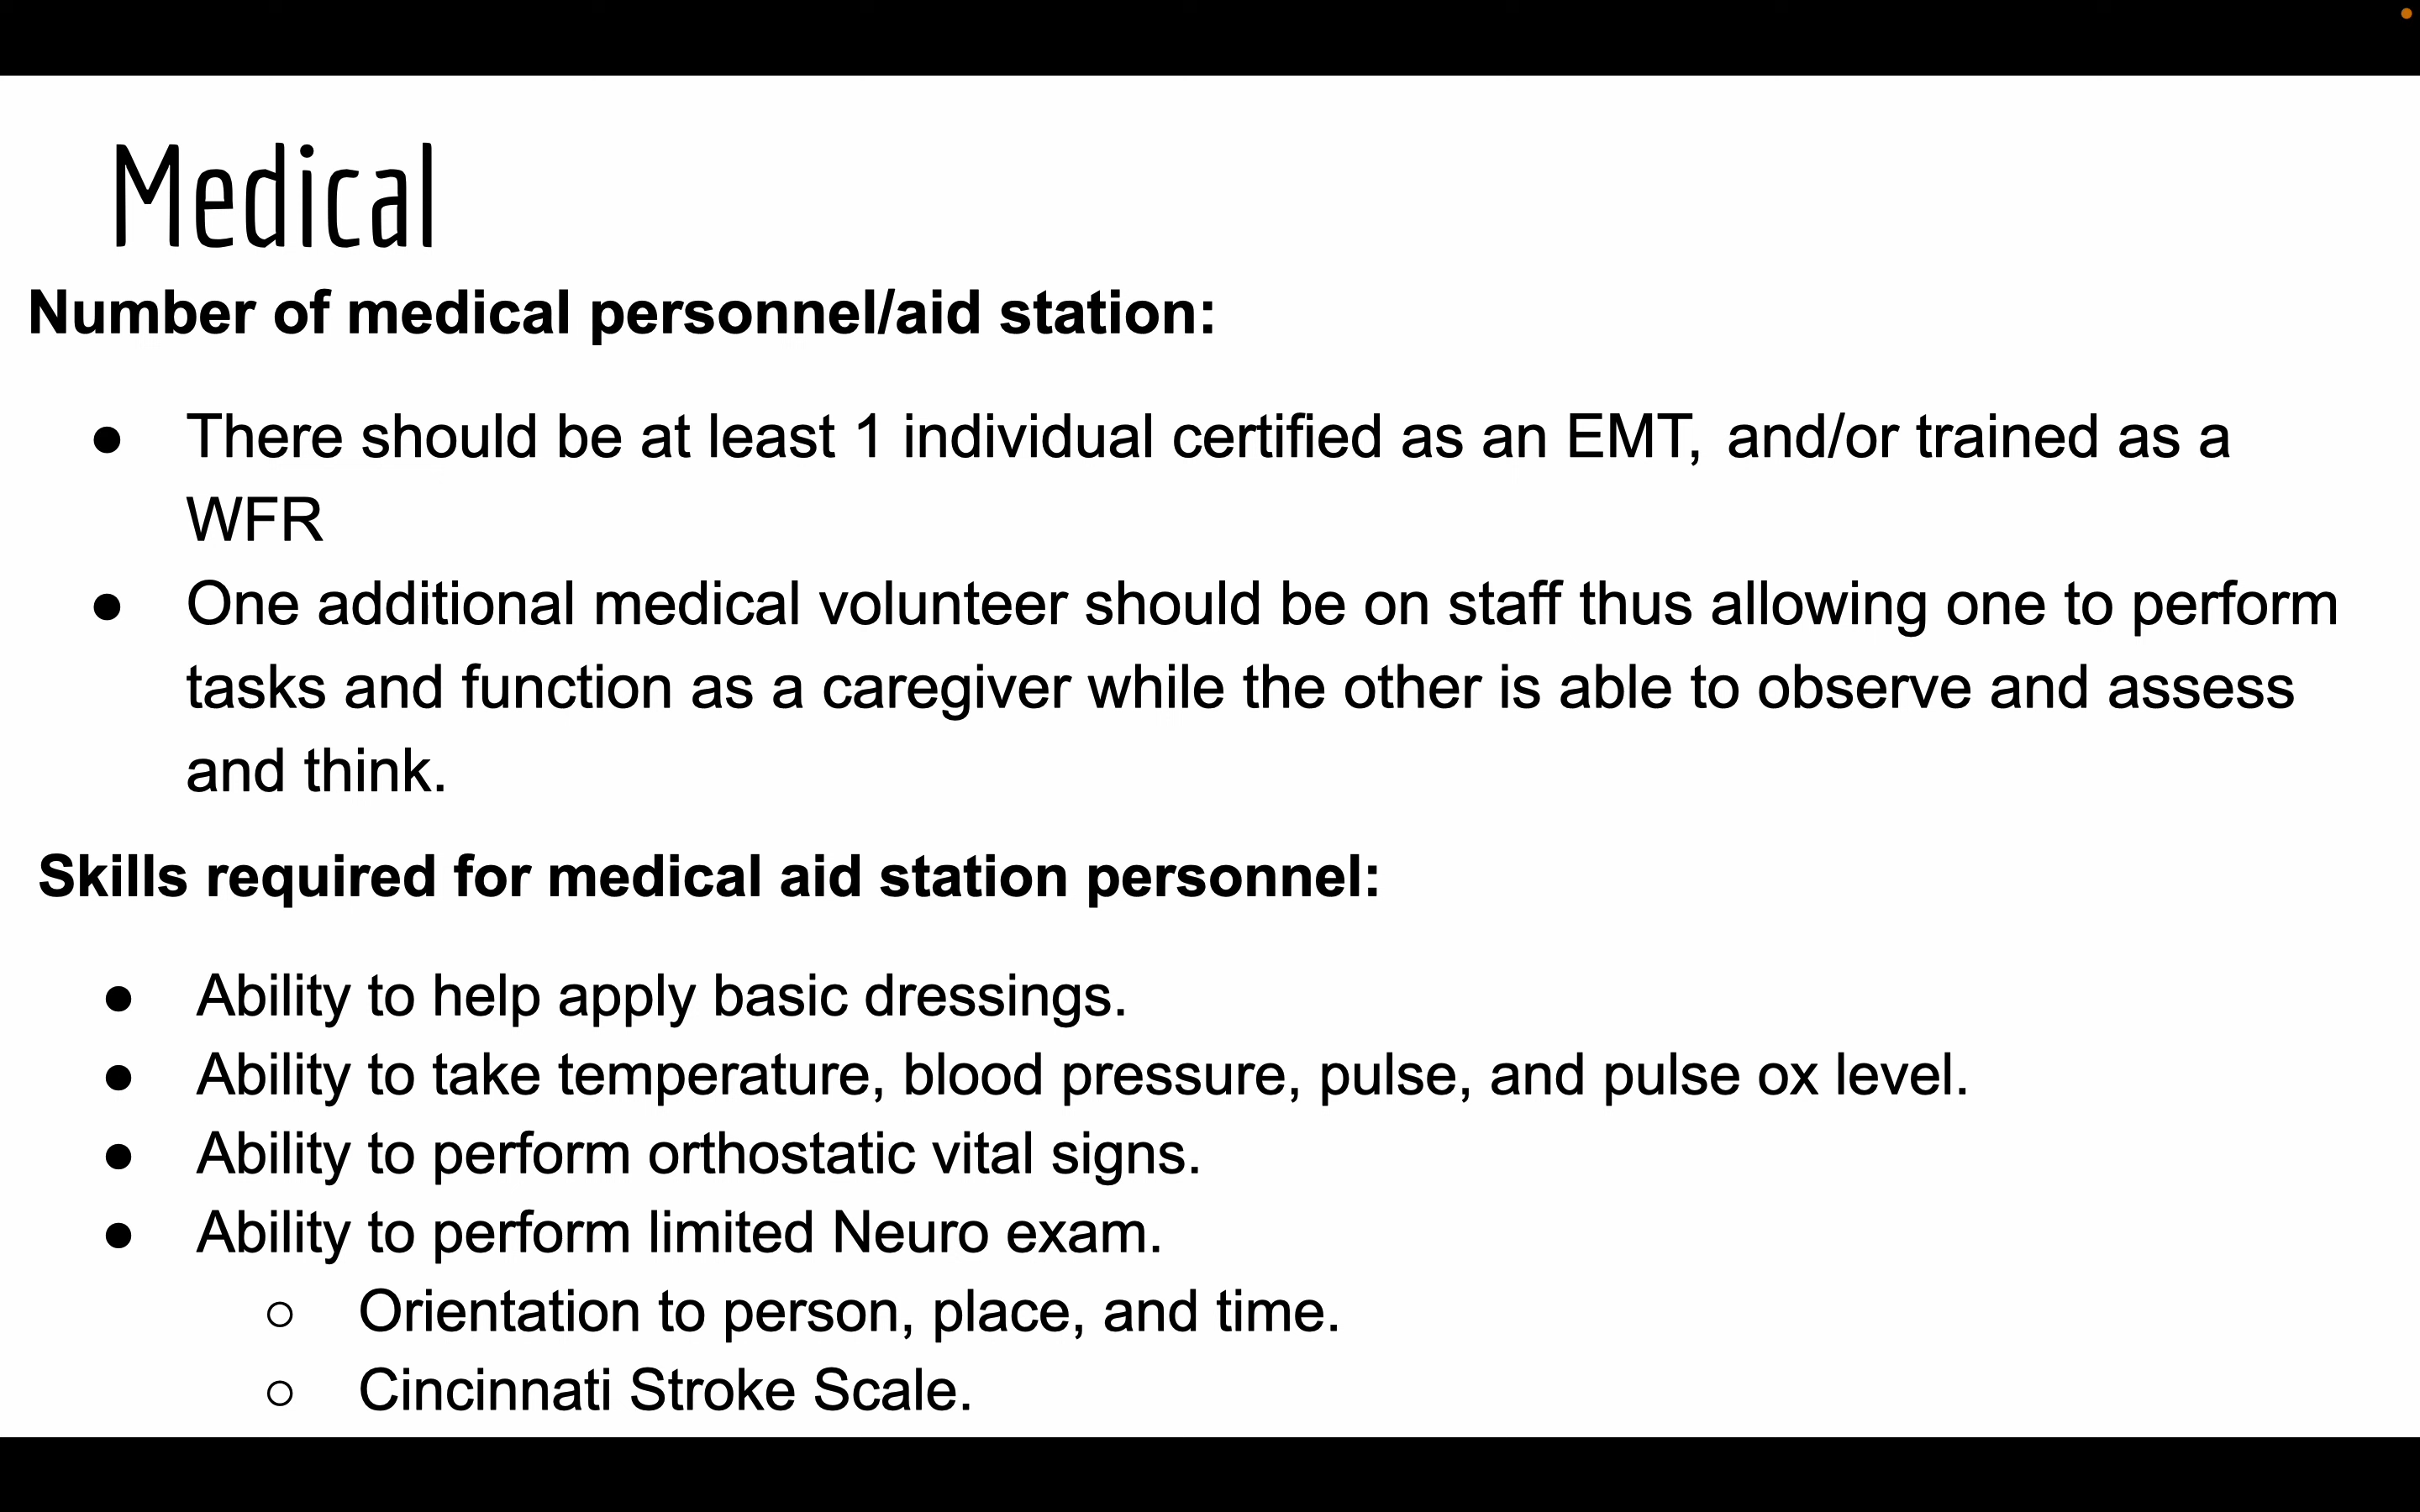 Medical
Number of medical personnel/aid station:
● There should be at least 1 individual certified as an EMT, and/or trained as a
WFR
● One additional medical volunteer should be on staff thus allowing one to perform
tasks and function as a caregiver while the other is able to observe and assess
and think.
Skills required for medical aid station personnel:
● Ability to help apply basic dressings.
● Ability to take temperature, blood pressure, pulse, and pulse ox level.
● Ability to perform orthostatic vital signs.
● Ability to perform limited Neuro exam.
○ Orientation to person, place, and time.
○ Cincinnati Stroke Scale.